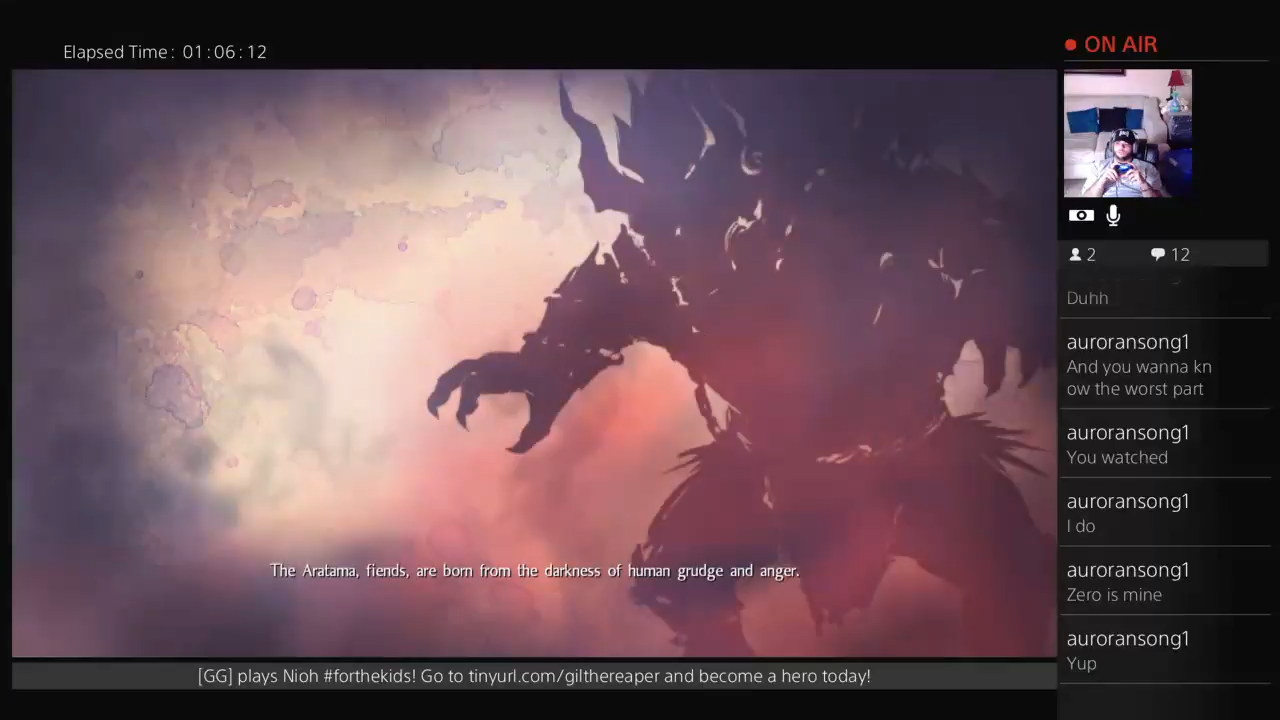 Elapsed Time: 01:06:12
ON AIR
2
12
Duhh
auroransong1
And you wanna kn
ow the worst part
auroransong1
You watched
auroransong1
I do
auroransong1
Zero is mine
auroransong1
Yup
The Aratama, fiends, are born from the darkness of human grudge and anger.
[GG] plays Nioh #forthekids! Go to tinyurl.com/gilthereaper and become a hero today!